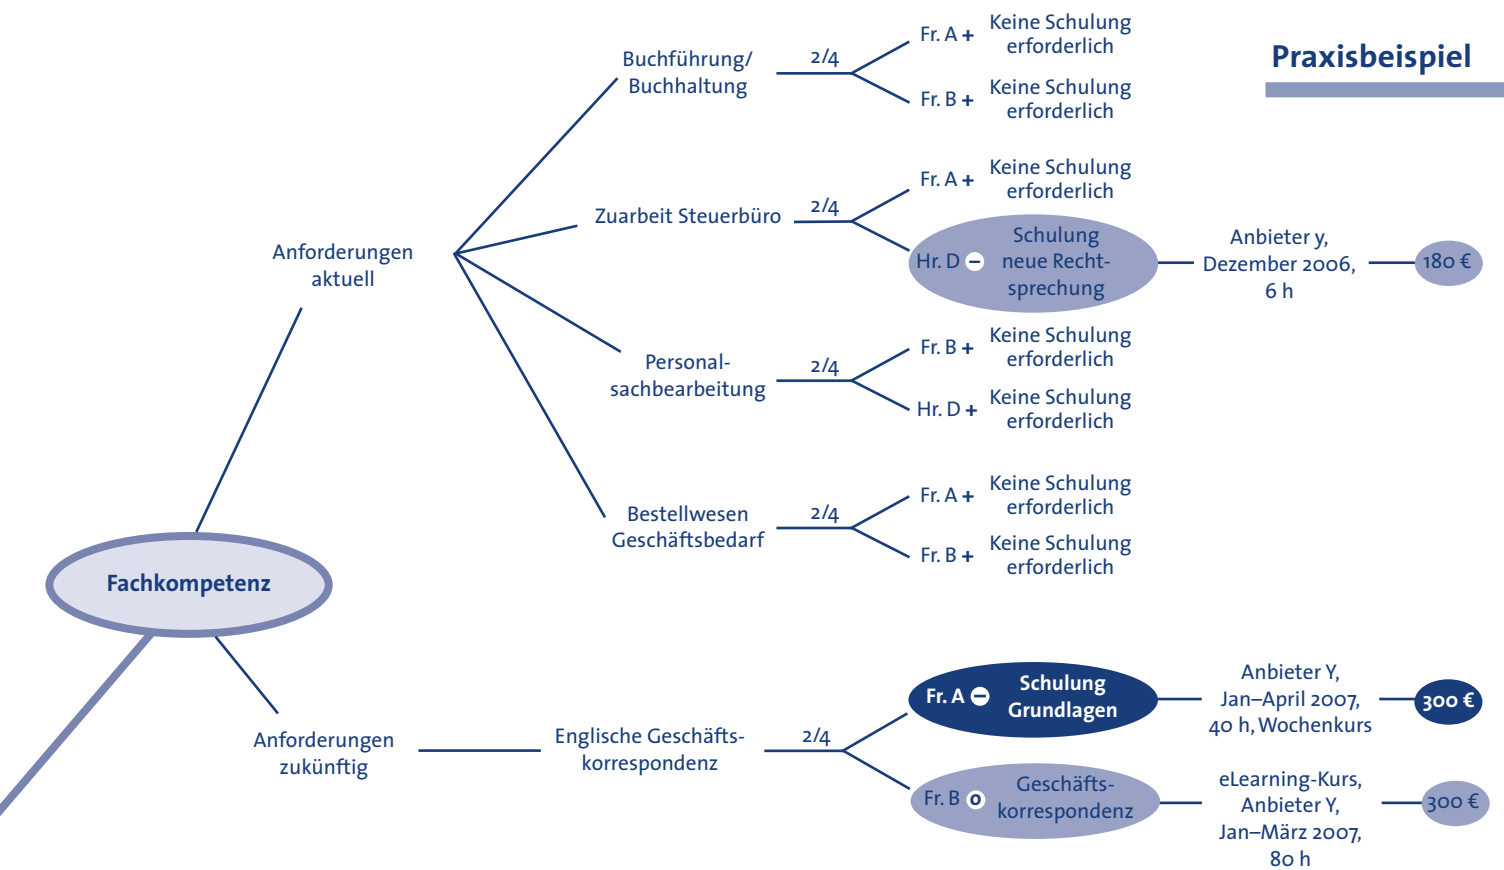 Praxisbeispiel
Buchführung/
Buchhaltung
2/4
Fr. A +
Keine Schulung
erforderlich
Fr. B +
Keine Schulung
erforderlich
Zuarbeit Steuerbüro
2/4
Fr. A +
Keine Schulung
erforderlich
Hr. D –
Schulung
neue Recht-
sprechung
Anbieter y,
Dezember 2006,
6 h
180 €
Anforderungen
aktuell
Personal-
sachbearbeitung
2/4
Fr. B +
Keine Schulung
erforderlich
Hr. D +
Keine Schulung
erforderlich
Bestellwesen
Geschäftsbedarf
2/4
Fr. A +
Keine Schulung
erforderlich
Fr. B +
Keine Schulung
erforderlich
Fachkompetenz
Anforderungen
zukünftig
Englische Geschäfts-
korrespondenz
2/4
Fr. A –
Schulung
Grundlagen
Anbieter Y,
Jan–April 2007,
40 h, Wochenkurs
300 €
Fr. B o
Geschäfts-
korrespondenz
eLearning-Kurs,
Anbieter Y,
Jan–März 2007,
80 h
300 €